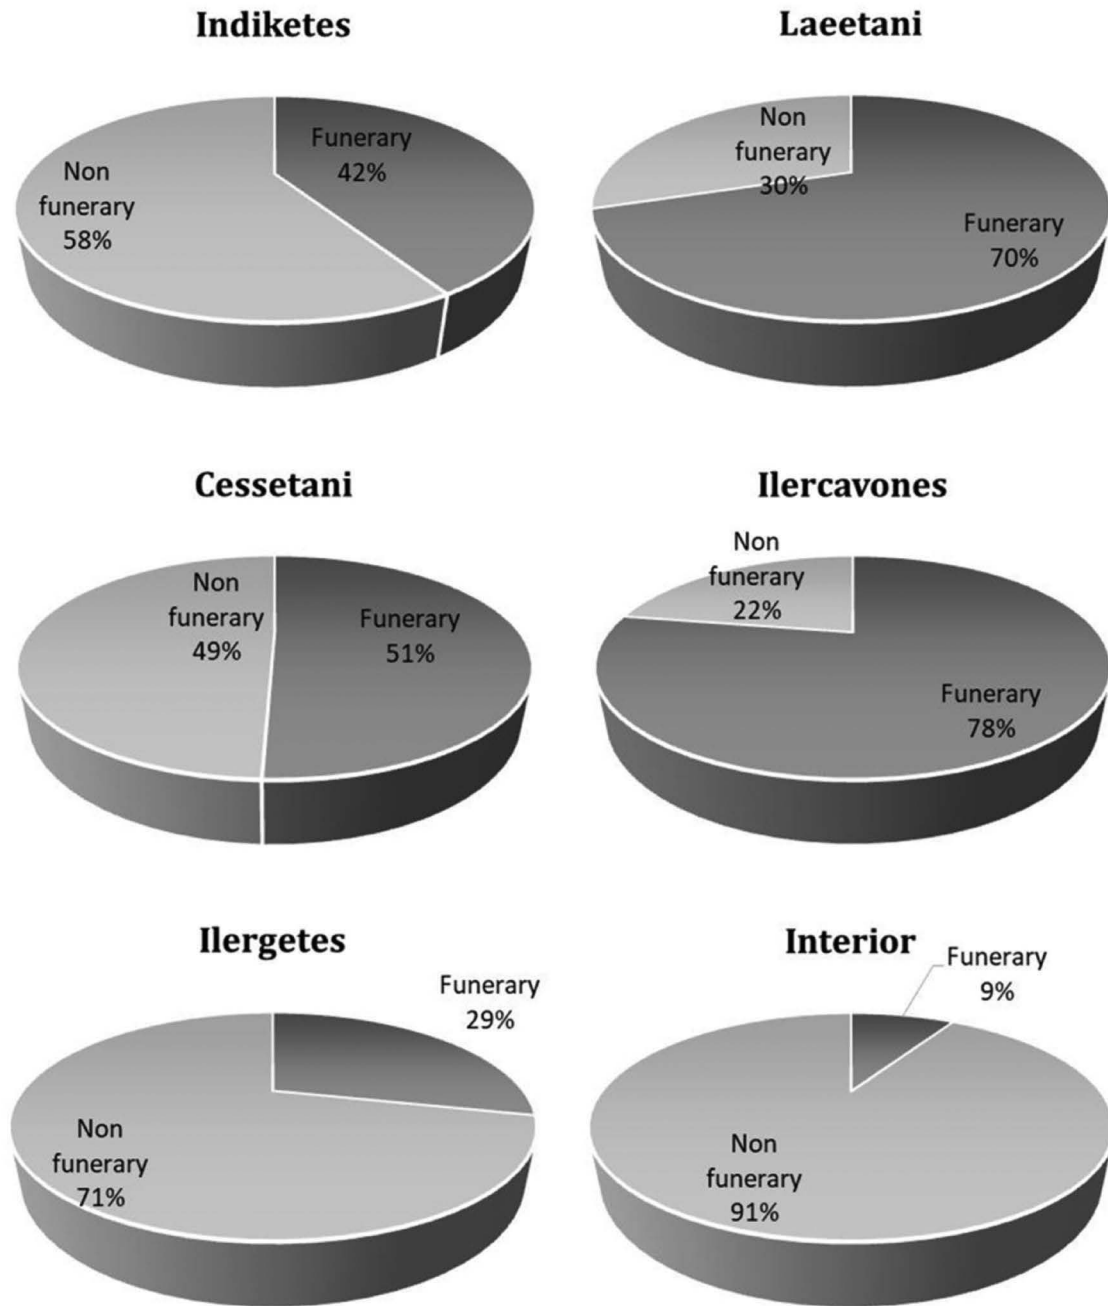 Indiketes
Funerary
42%
Non
funerary
58%
Laeetani
Non
funerary
30%
Funerary
70%
Cessetani
Non
funerary
49%
Funerary
51%
Ilercavones
Non
funerary
22%
Funerary
78%
Ilergetes
Funerary
29%
Non
funerary
71%
Interior
Funerary
9%
Non
funerary
91%